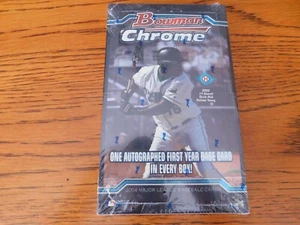 Bowman
Chrome
ONE AUTOGRAPHED FIRST YEAR BASE CARD
IN EVERY BOX!
2004 MAJOR LEAGUE BASEBALL CARDS